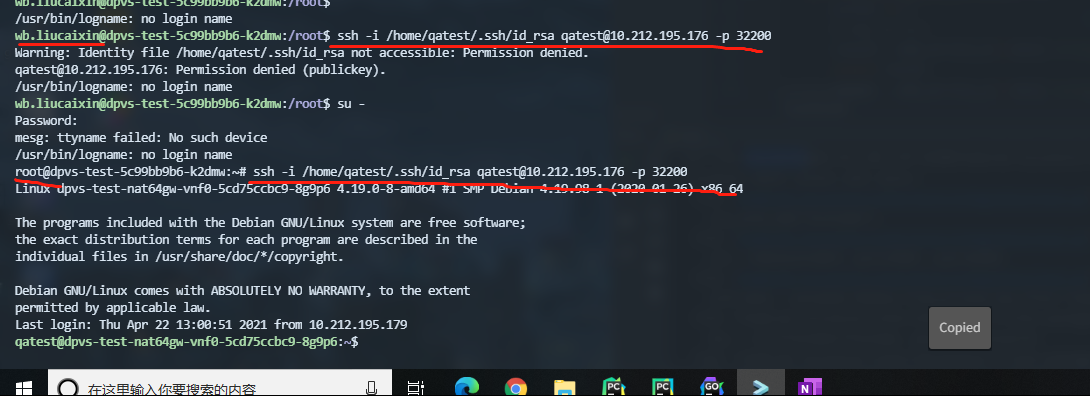 wb.liucaixin@dpvs-test-5c99bb9b6-k2dmw:/root$
/usr/bin/logname: no login name
wb.liucaixin@dpvs-test-5c99bb9b6-k2dmw:/root$ ssh -i /home/qatest/.ssh/id_rsa qatest@10.212.195.176 -p 32200
Warning: Identity file /home/qatest/.ssh/id_rsa not accessible: Permission denied.
qatest@10.212.195.176: Permission denied (publickey).
/usr/bin/logname: no login name
wb.liucaixin@dpvs-test-5c99bb9b6-k2dmw:/root$ su -
Password:
mesg: ttyname failed: No such device
/usr/bin/logname: no login name
root@dpvs-test-5c99bb9b6-k2dmw:~# ssh -i /home/qatest/.ssh/id_rsa qatest@10.212.195.176 -p 32200
Linux dpvs-test-nat64gw-vnf0-5cd75ccbc9-8g9p6 4.19.0-8-amd64 #1 SMP Debian 4.19.98-1 (2020-01-26) x86_64
The programs included with the Debian GNU/Linux system are free software;
the exact distribution terms for each program are described in the
individual files in /usr/share/doc/*/copyright.
Debian GNU/Linux comes with ABSOLUTELY NO WARRANTY, to the extent
permitted by applicable law.
Last login: Thu Apr 22 13:00:51 2021 from 10.212.195.179
qatest@dpvs-test-nat64gw-vnf0-5cd75ccbc9-8g9p6:~$
Copied
在这里输入你要搜索的内容
PC
PC
GO
N